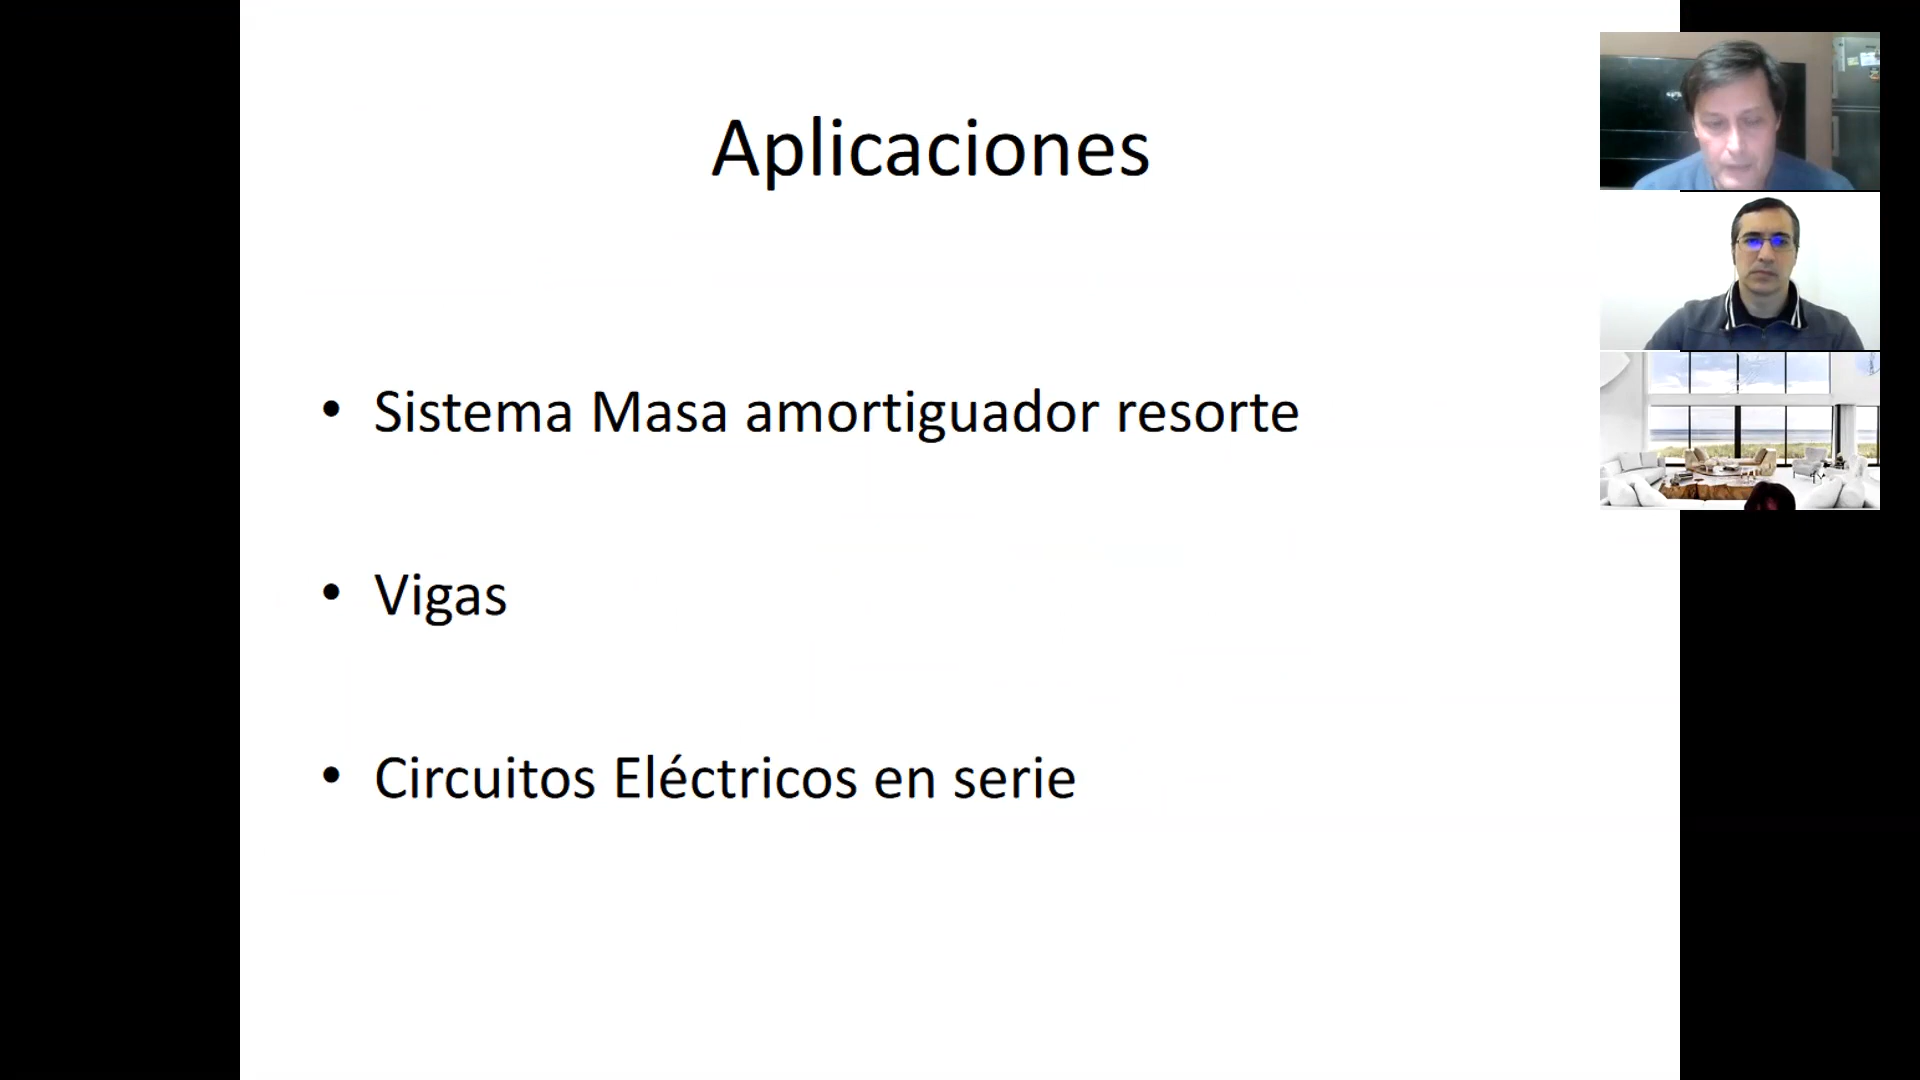 Aplicaciones
• Sistema Masa amortiguador resorte
• Vigas
• Circuitos Eléctricos en serie